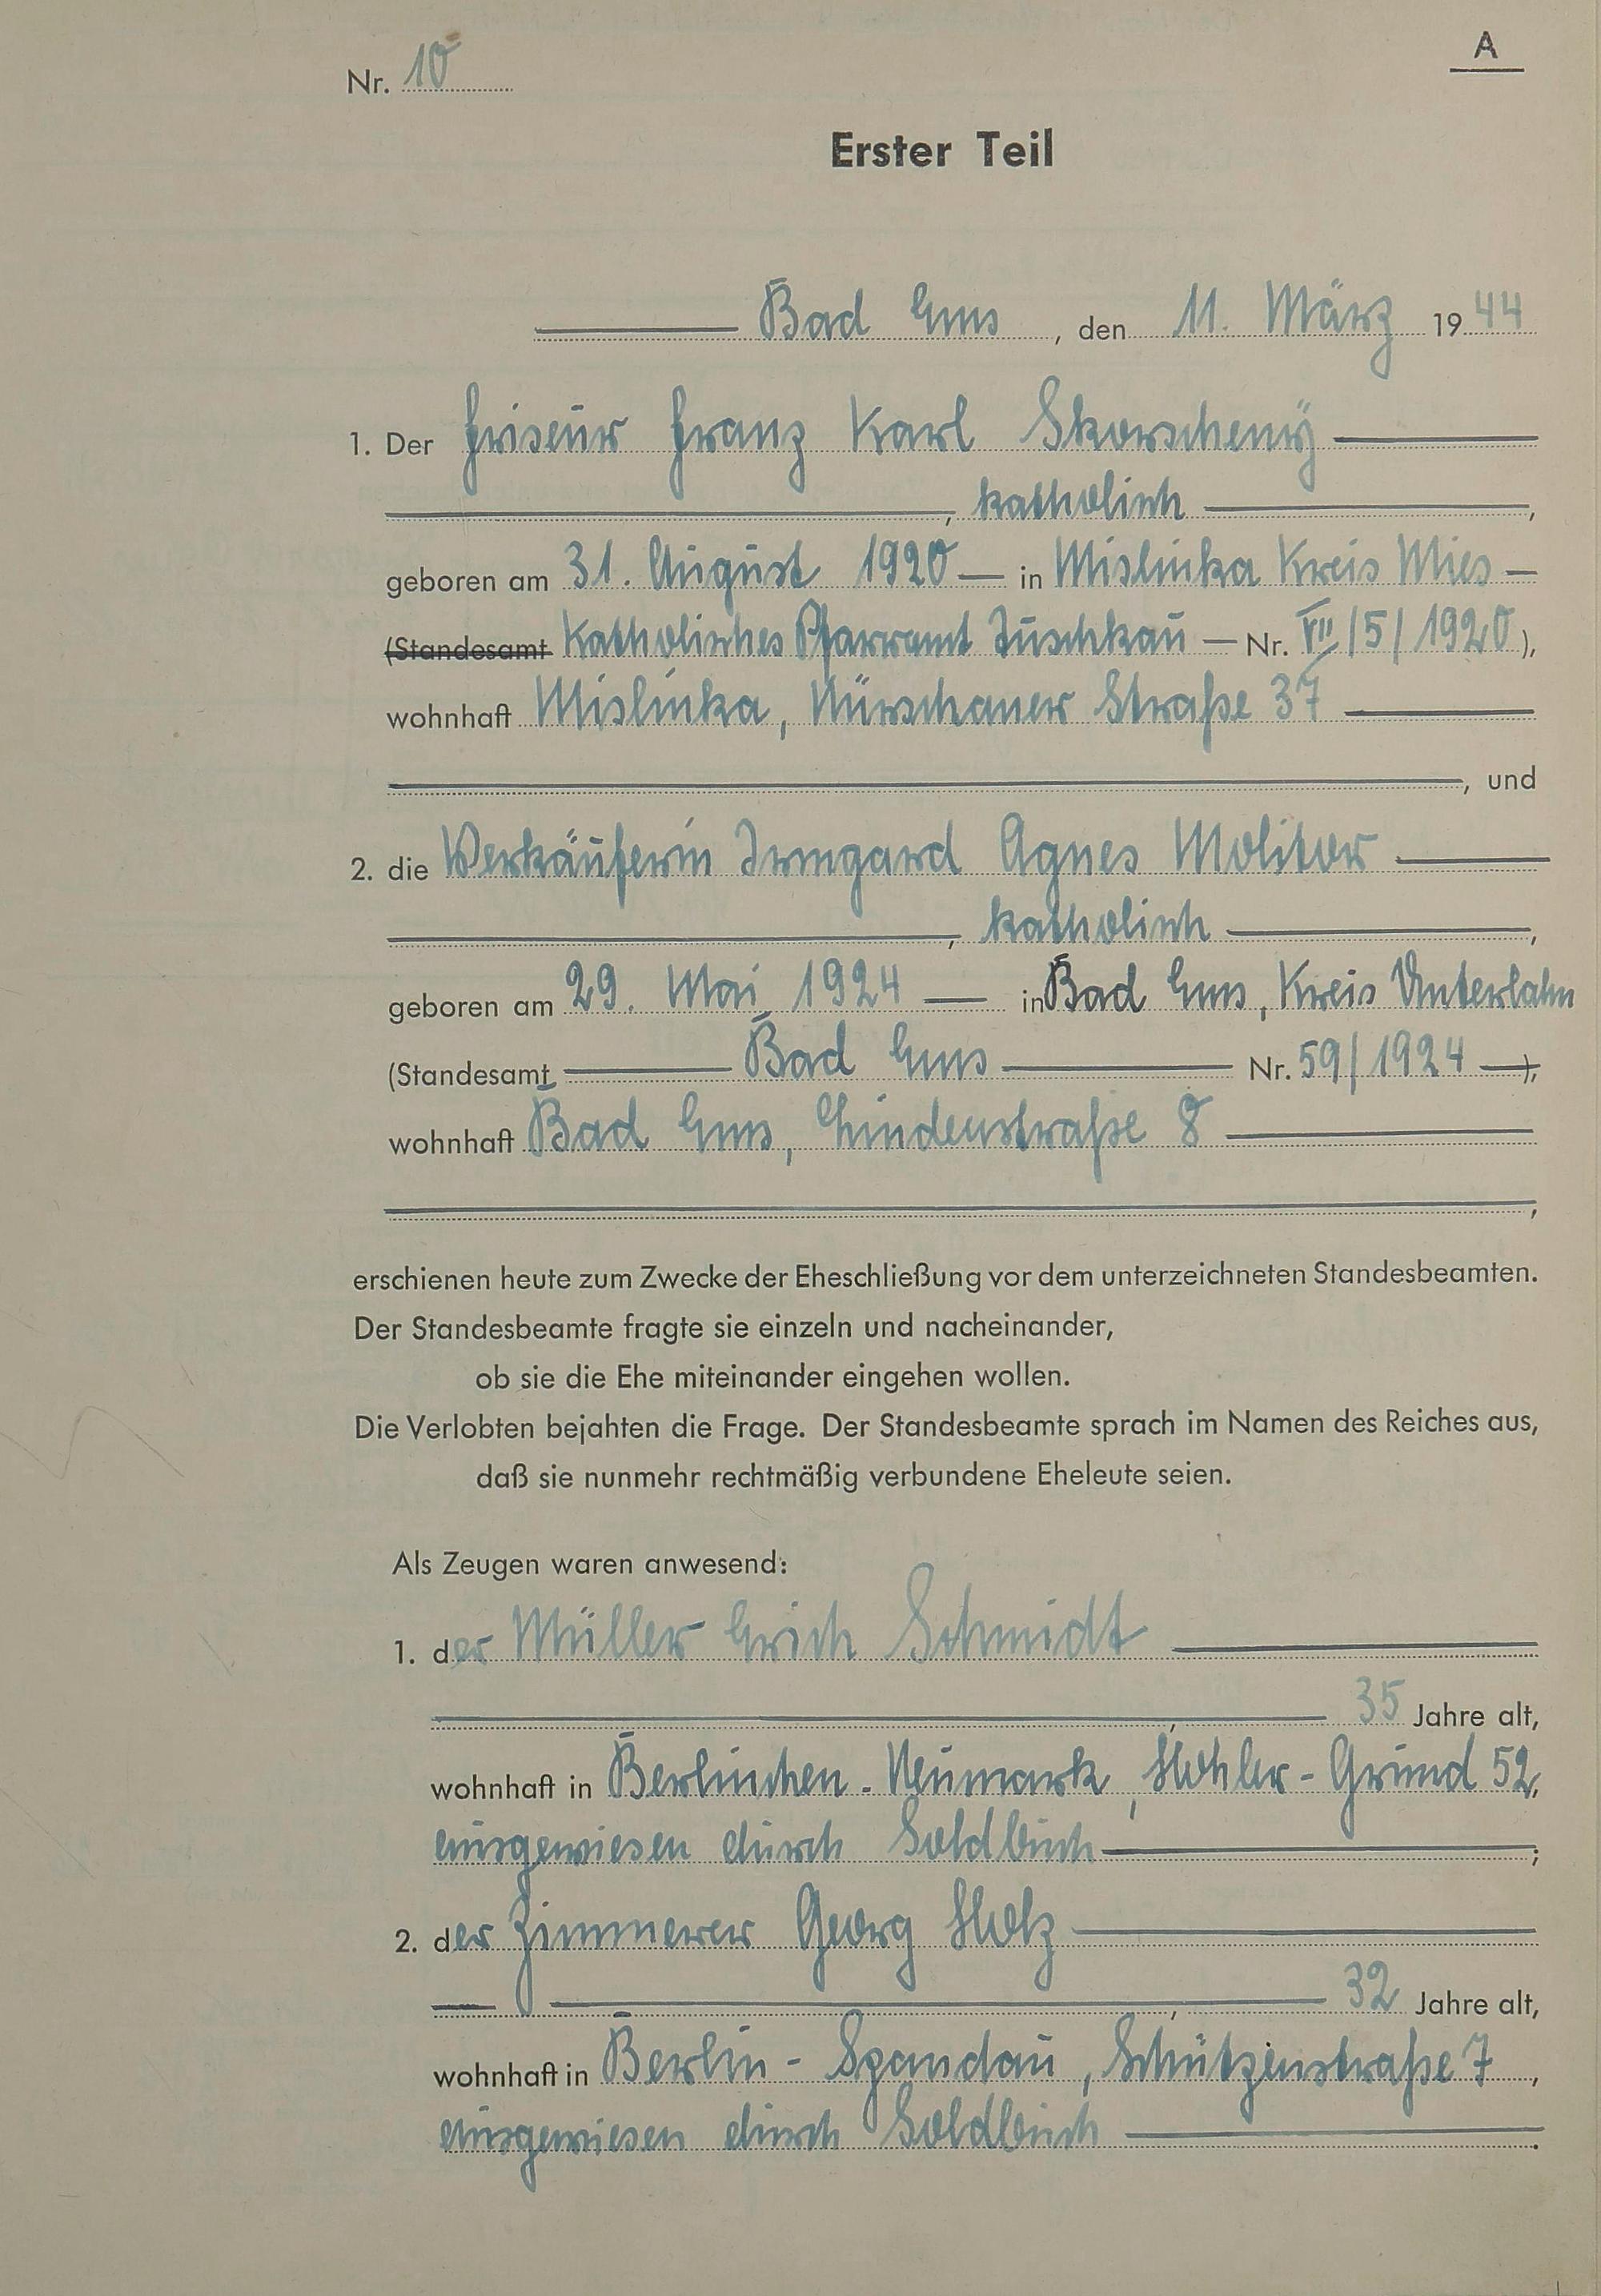 A
Nr. 10
Erster Teil
Bad Ems, den 11. März 1944
1. Der Friseur Franz Karl Skorscheny
, katholisch,
geboren am 31. August 1920 — in Mislinka Kreis Mies —
(Standesamt Katholisches Pfarramt Tuschkau — Nr. VII/5/1920),
wohnhaft Mislinka, Nürschaner Straße 37
, und
2. die Verkäuferin Irmgard Agnes Molitor
, katholisch,
geboren am 29. Mai 1924 — in Bad Ems, Kreis Unterlahn
(Standesamt Bad Ems Nr. 59/1924 —),
wohnhaft Bad Ems, Lindenstraße 8
,
erschienen heute zum Zwecke der Eheschließung vor dem unterzeichneten Standesbeamten.
Der Standesbeamte fragte sie einzeln und nacheinander,
ob sie die Ehe miteinander eingehen wollen.
Die Verlobten bejahten die Frage. Der Standesbeamte sprach im Namen des Reiches aus,
daß sie nunmehr rechtmäßig verbundene Eheleute seien.
Als Zeugen waren anwesend:
1. der Müller Erich Schmidt
, 35 Jahre alt,
wohnhaft in Berlinchen-Neumark, -Grund 52,
ausgewiesen durch Soldbuch;
2. der Zimmerer Georg Holz
, 32 Jahre alt,
wohnhaft in Berlin-Spandau, Schützenstraße 7,
ausgewiesen durch Soldbuch.